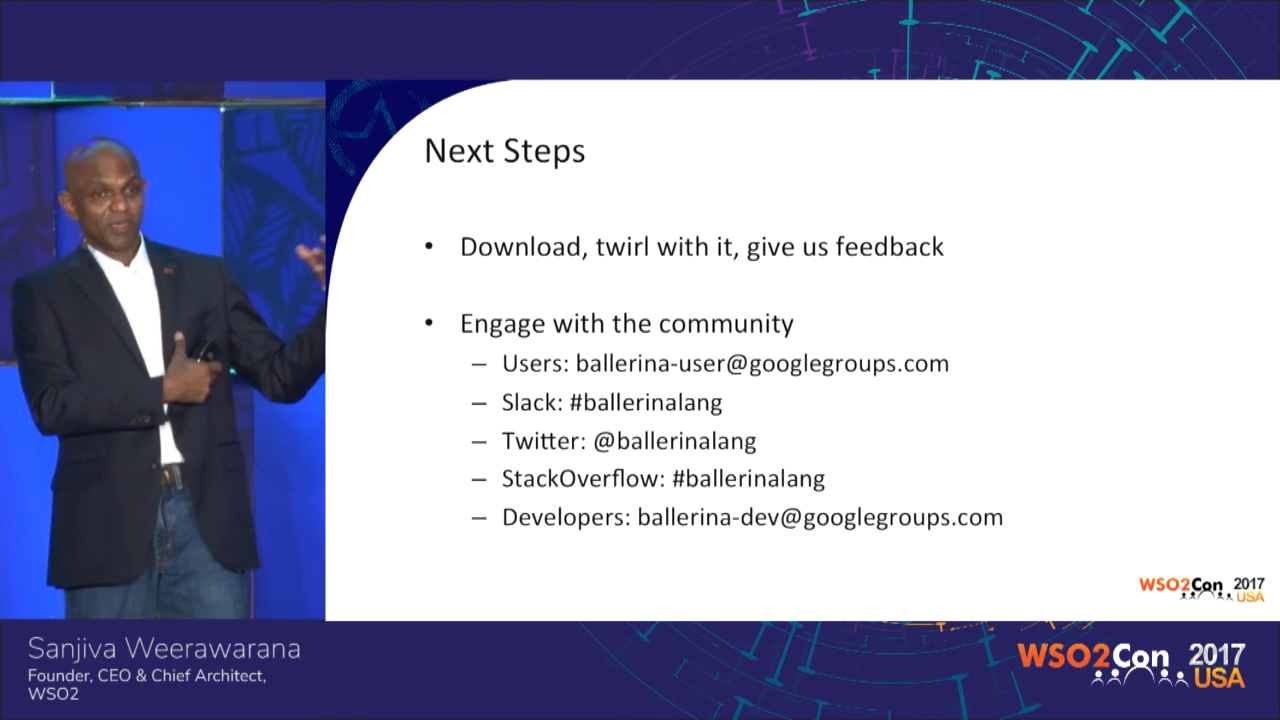 Next Steps
• Download, twirl with it, give us feedback
• Engage with the community
– Users: ballerina-user@googlegroups.com
– Slack: #ballerinalang
– Twitter: @ballerinalang
– StackOverflow: #ballerinalang
– Developers: ballerina-dev@googlegroups.com
WSO2Con 2017
USA
Sanjiva Weerawarana
Founder, CEO & Chief Architect,
WSO2
WSO2Con 2017
USA